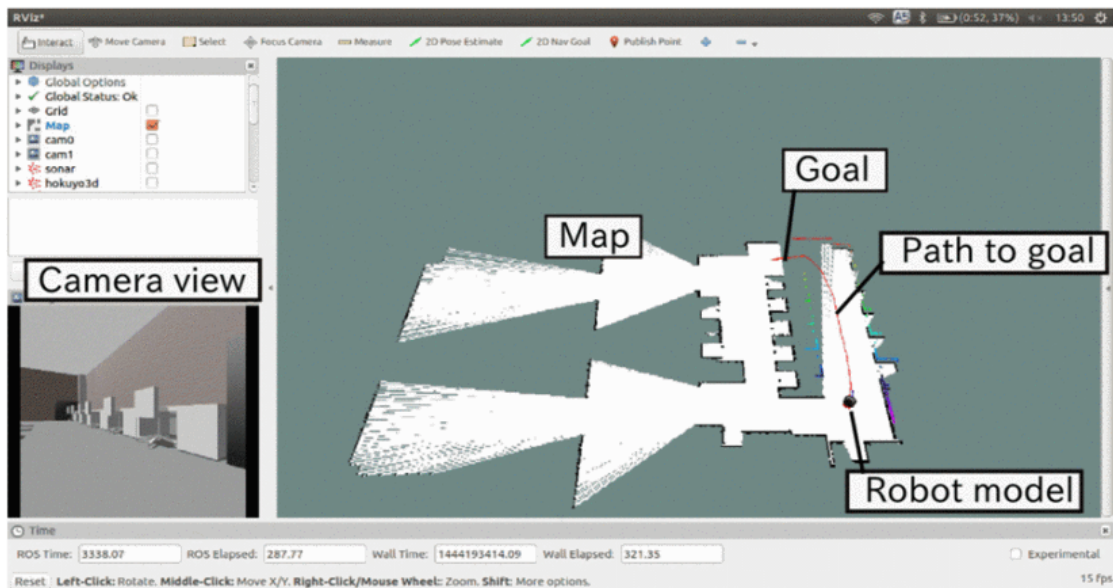 RViz*
(0:52, 37%) 13:50
Interact Move Camera Select Focus Camera Measure 2D Pose Estimate 2D Nav Goal Publish Point
Displays
Global Options
Global Status: Ok
Grid
Map
cam0
cam1
sonar
hokuyo3d
Goal
Map
Path to goal
Camera view
Robot model
Time
ROS Time: 3338.07 ROS Elapsed: 287.77 Wall Time: 1444193414.09 Wall Elapsed: 321.35 Experimental
Reset Left-Click: Rotate. Middle-Click: Move X/Y. Right-Click/Mouse Wheel: Zoom. Shift: More options. 15 fps